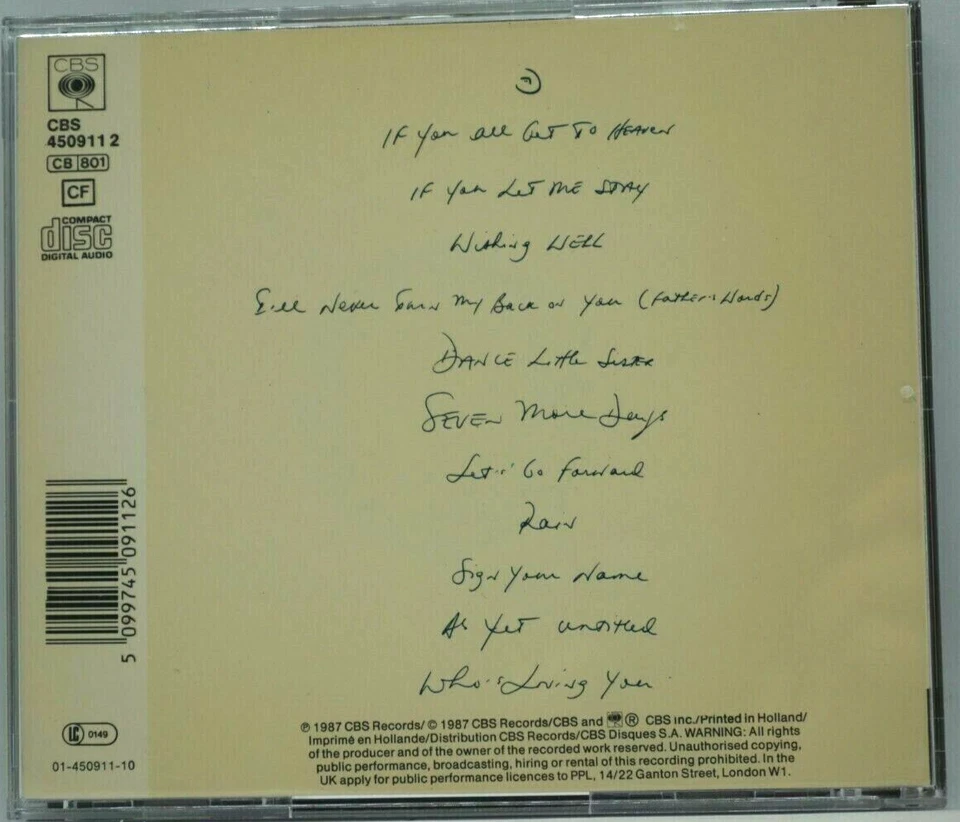 CBS
CBS
450911 2
CB 801
CF
COMPACT
disc
DIGITAL AUDIO
If You All Get To Heaven
If You Let Me Stay
Wishing Well
I'll Never Turn My Back on You (Father's Words)
Dance Little Sister
Seven More Days
Let's Go Forward
Rain
Sign Your Name
As Yet Untitled
Who's Loving You
℗ 1987 CBS Records/ © 1987 CBS Records/CBS and ® CBS Inc./Printed in Holland/
Imprimé en Hollande/Distribution CBS Records/CBS Disques S.A. WARNING: All rights
of the producer and of the owner of the recorded work reserved. Unauthorised copying,
public performance, broadcasting, hiring or rental of this recording prohibited. In the
UK apply for public performance licences to PPL, 14/22 Ganton Street, London W1.
5 099745 091126
LC 0149
01-450911-10